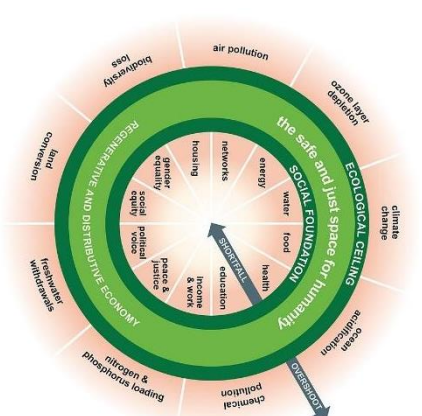 air pollution
ozone layer
depletion
climate
change
ocean
acidification
chemical
pollution
nitrogen &
phosphorus loading
freshwater
withdrawals
land
conversion
biodiversity
loss
ECOLOGICAL CEILING
the safe and just space for humanity
REGENERATIVE AND DISTRIBUTIVE ECONOMY
SOCIAL FOUNDATION
networks
energy
water
food
health
education
income
& work
peace &
justice
political
voice
social
equity
gender
equality
housing
SHORTFALL
OVERSHOOT